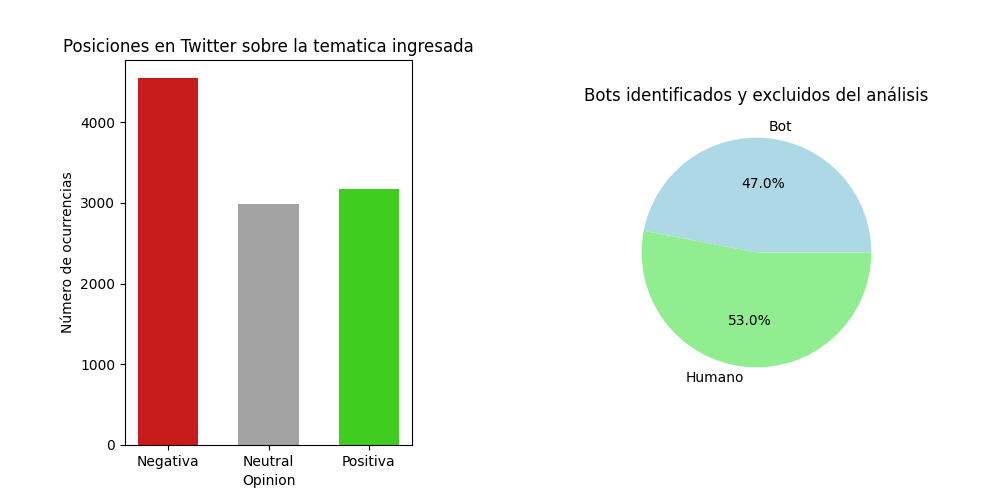 Posiciones en Twitter sobre la tematica ingresada
Número de ocurrencias
4000
3000
2000
1000
0
Negativa
Neutral
Positiva
Opinion
Bots identificados y excluidos del análisis
Bot
47.0%
53.0%
Humano